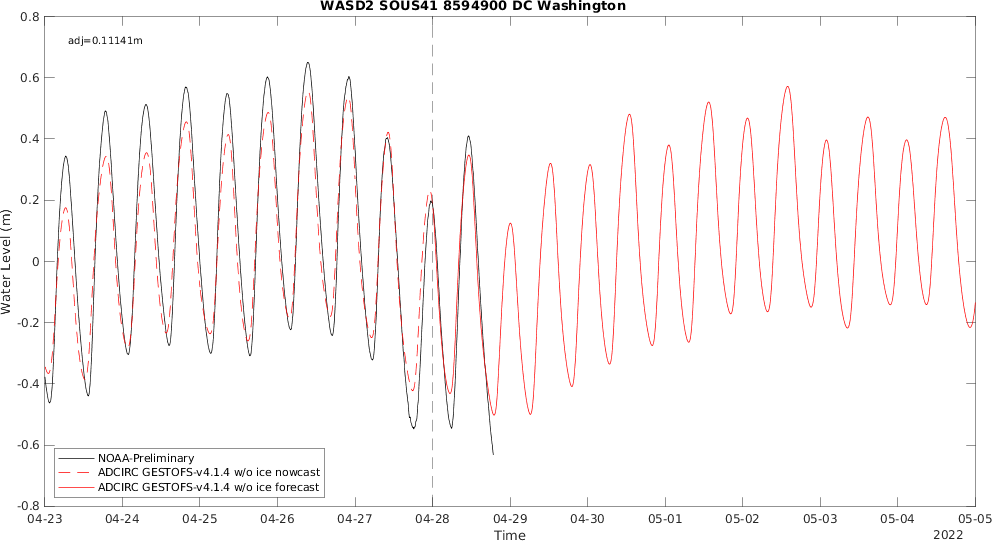 WASD2 SOUS41 8594900 DC Washington
adj=0.11141m
0.8
0.6
0.4
0.2
0
-0.2
-0.4
-0.6
-0.8
Water Level (m)
NOAA-Preliminary
ADCIRC GESTOFS-v4.1.4 w/o ice nowcast
ADCIRC GESTOFS-v4.1.4 w/o ice forecast
04-23 04-24 04-25 04-26 04-27 04-28 04-29 04-30 05-01 05-02 05-03 05-04 05-05
Time
2022